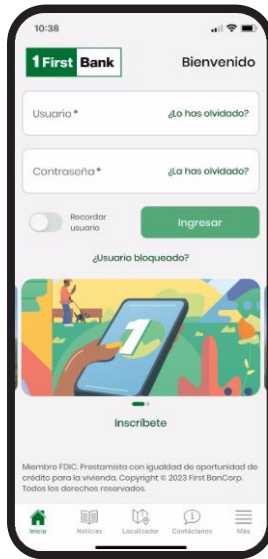 10:38
1 First Bank
Bienvenido
Usuario *
¿Lo has olvidado?
Contraseña *
¿La has olvidado?
Recordar
usuario
Ingresar
¿Usuario bloqueado?
1
Inscríbete
Miembro FDIC. Prestamista con igualdad de oportunidad de
crédito para la vivienda. Copyright © 2023 First BanCorp.
Todos los derechos reservados.
Inicio
Noticias
Localizador
Contáctanos
Más